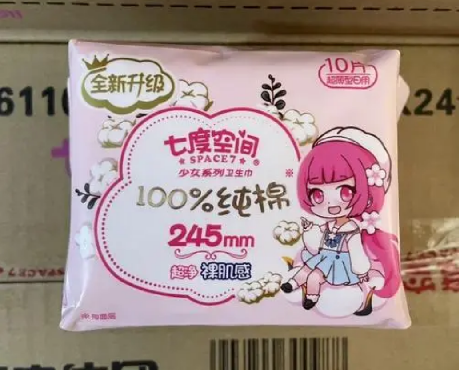 全新升级
10片
超薄型日用
七度空间
SPACE7®
少女系列卫生巾
100%纯棉※
245mm
超净 裸肌感
6110